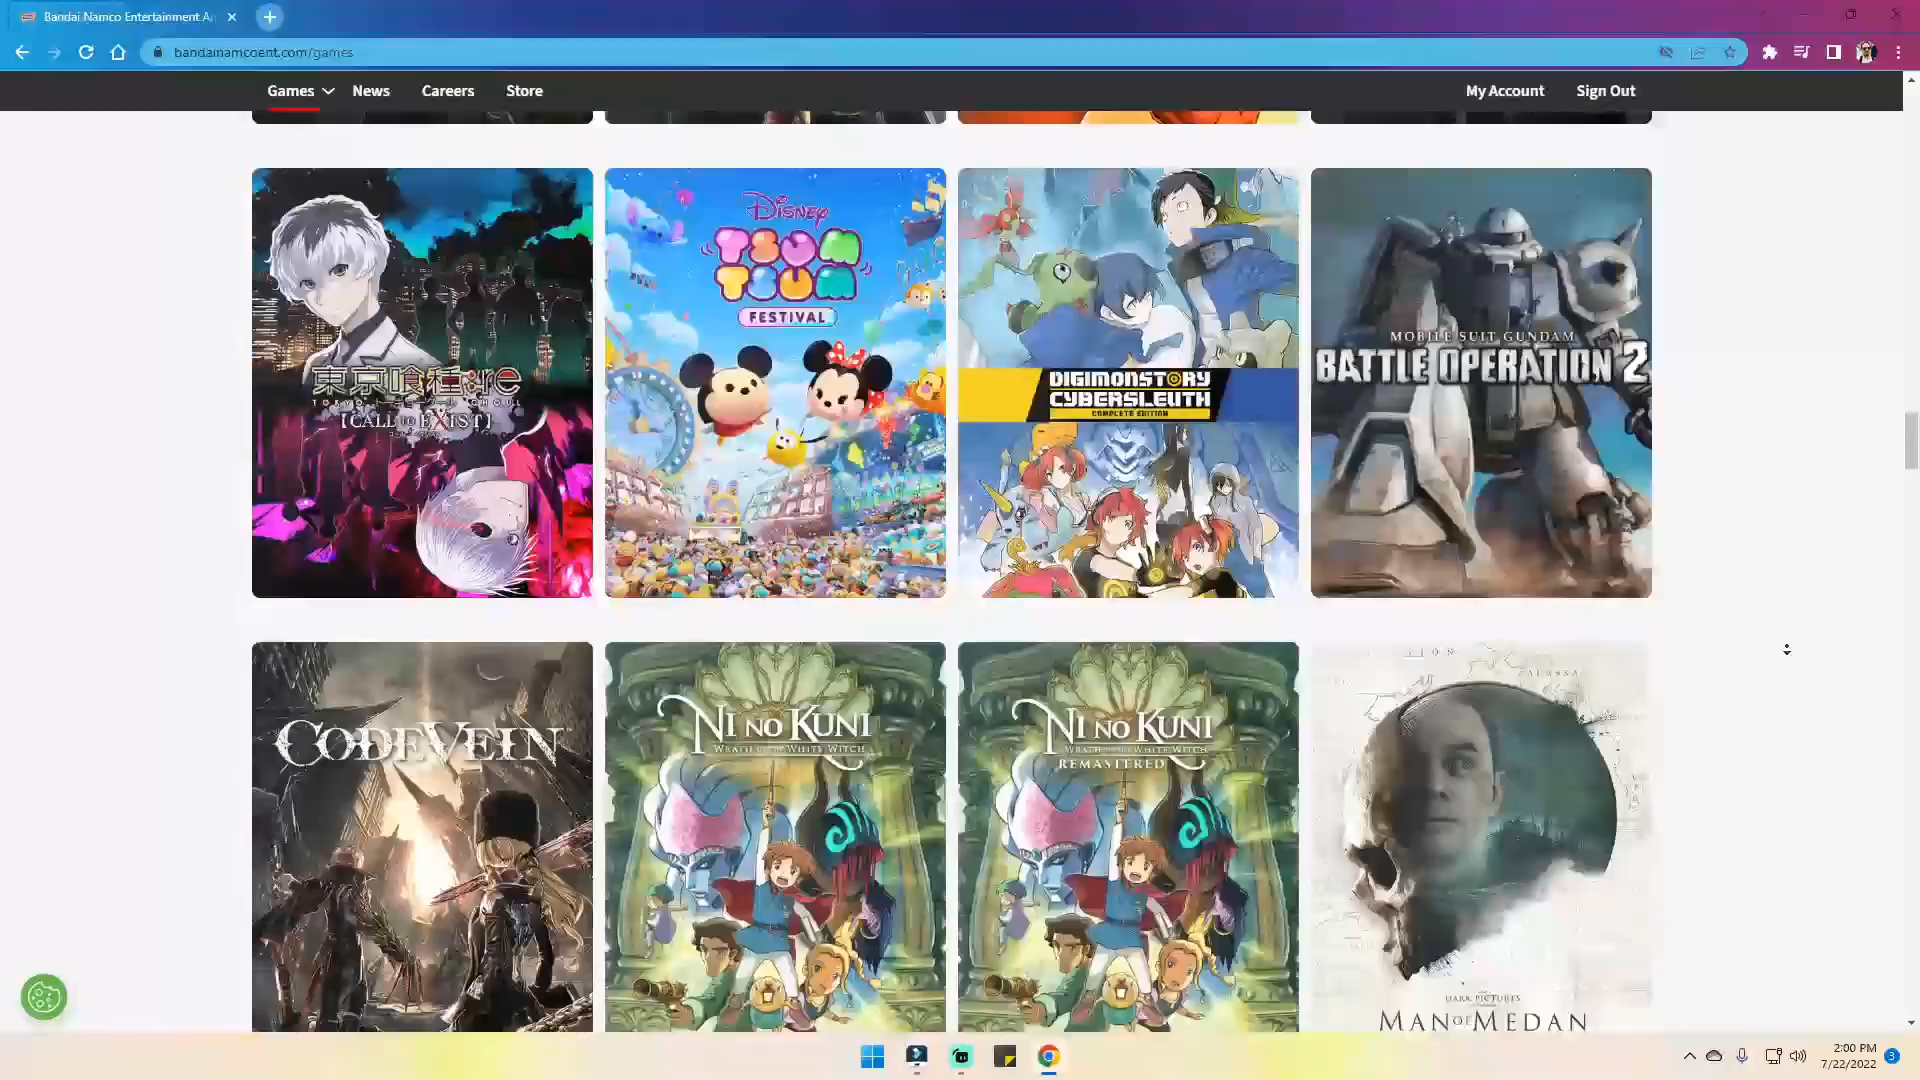 Bandai Namco Entertainment A
bandainamcoent.com/games
Games
News
Careers
Store
My Account
Sign Out
東京喰種:re
TOKYO GHOUL
[CALL to EXIST]
DISNEY
TSUM
TSUM
FESTIVAL
DIGIMON STORY
CYBER SLEUTH
COMPLETE EDITION
MOBILE SUIT GUNDAM
BATTLE OPERATION 2
CODE VEIN
NI NO KUNI
WRATH OF THE WHITE WITCH
NI NO KUNI
WRATH OF THE WHITE WITCH
REMASTERED
DARK PICTURES
MAN OF MEDAN
2:00 PM
7/22/2022
3